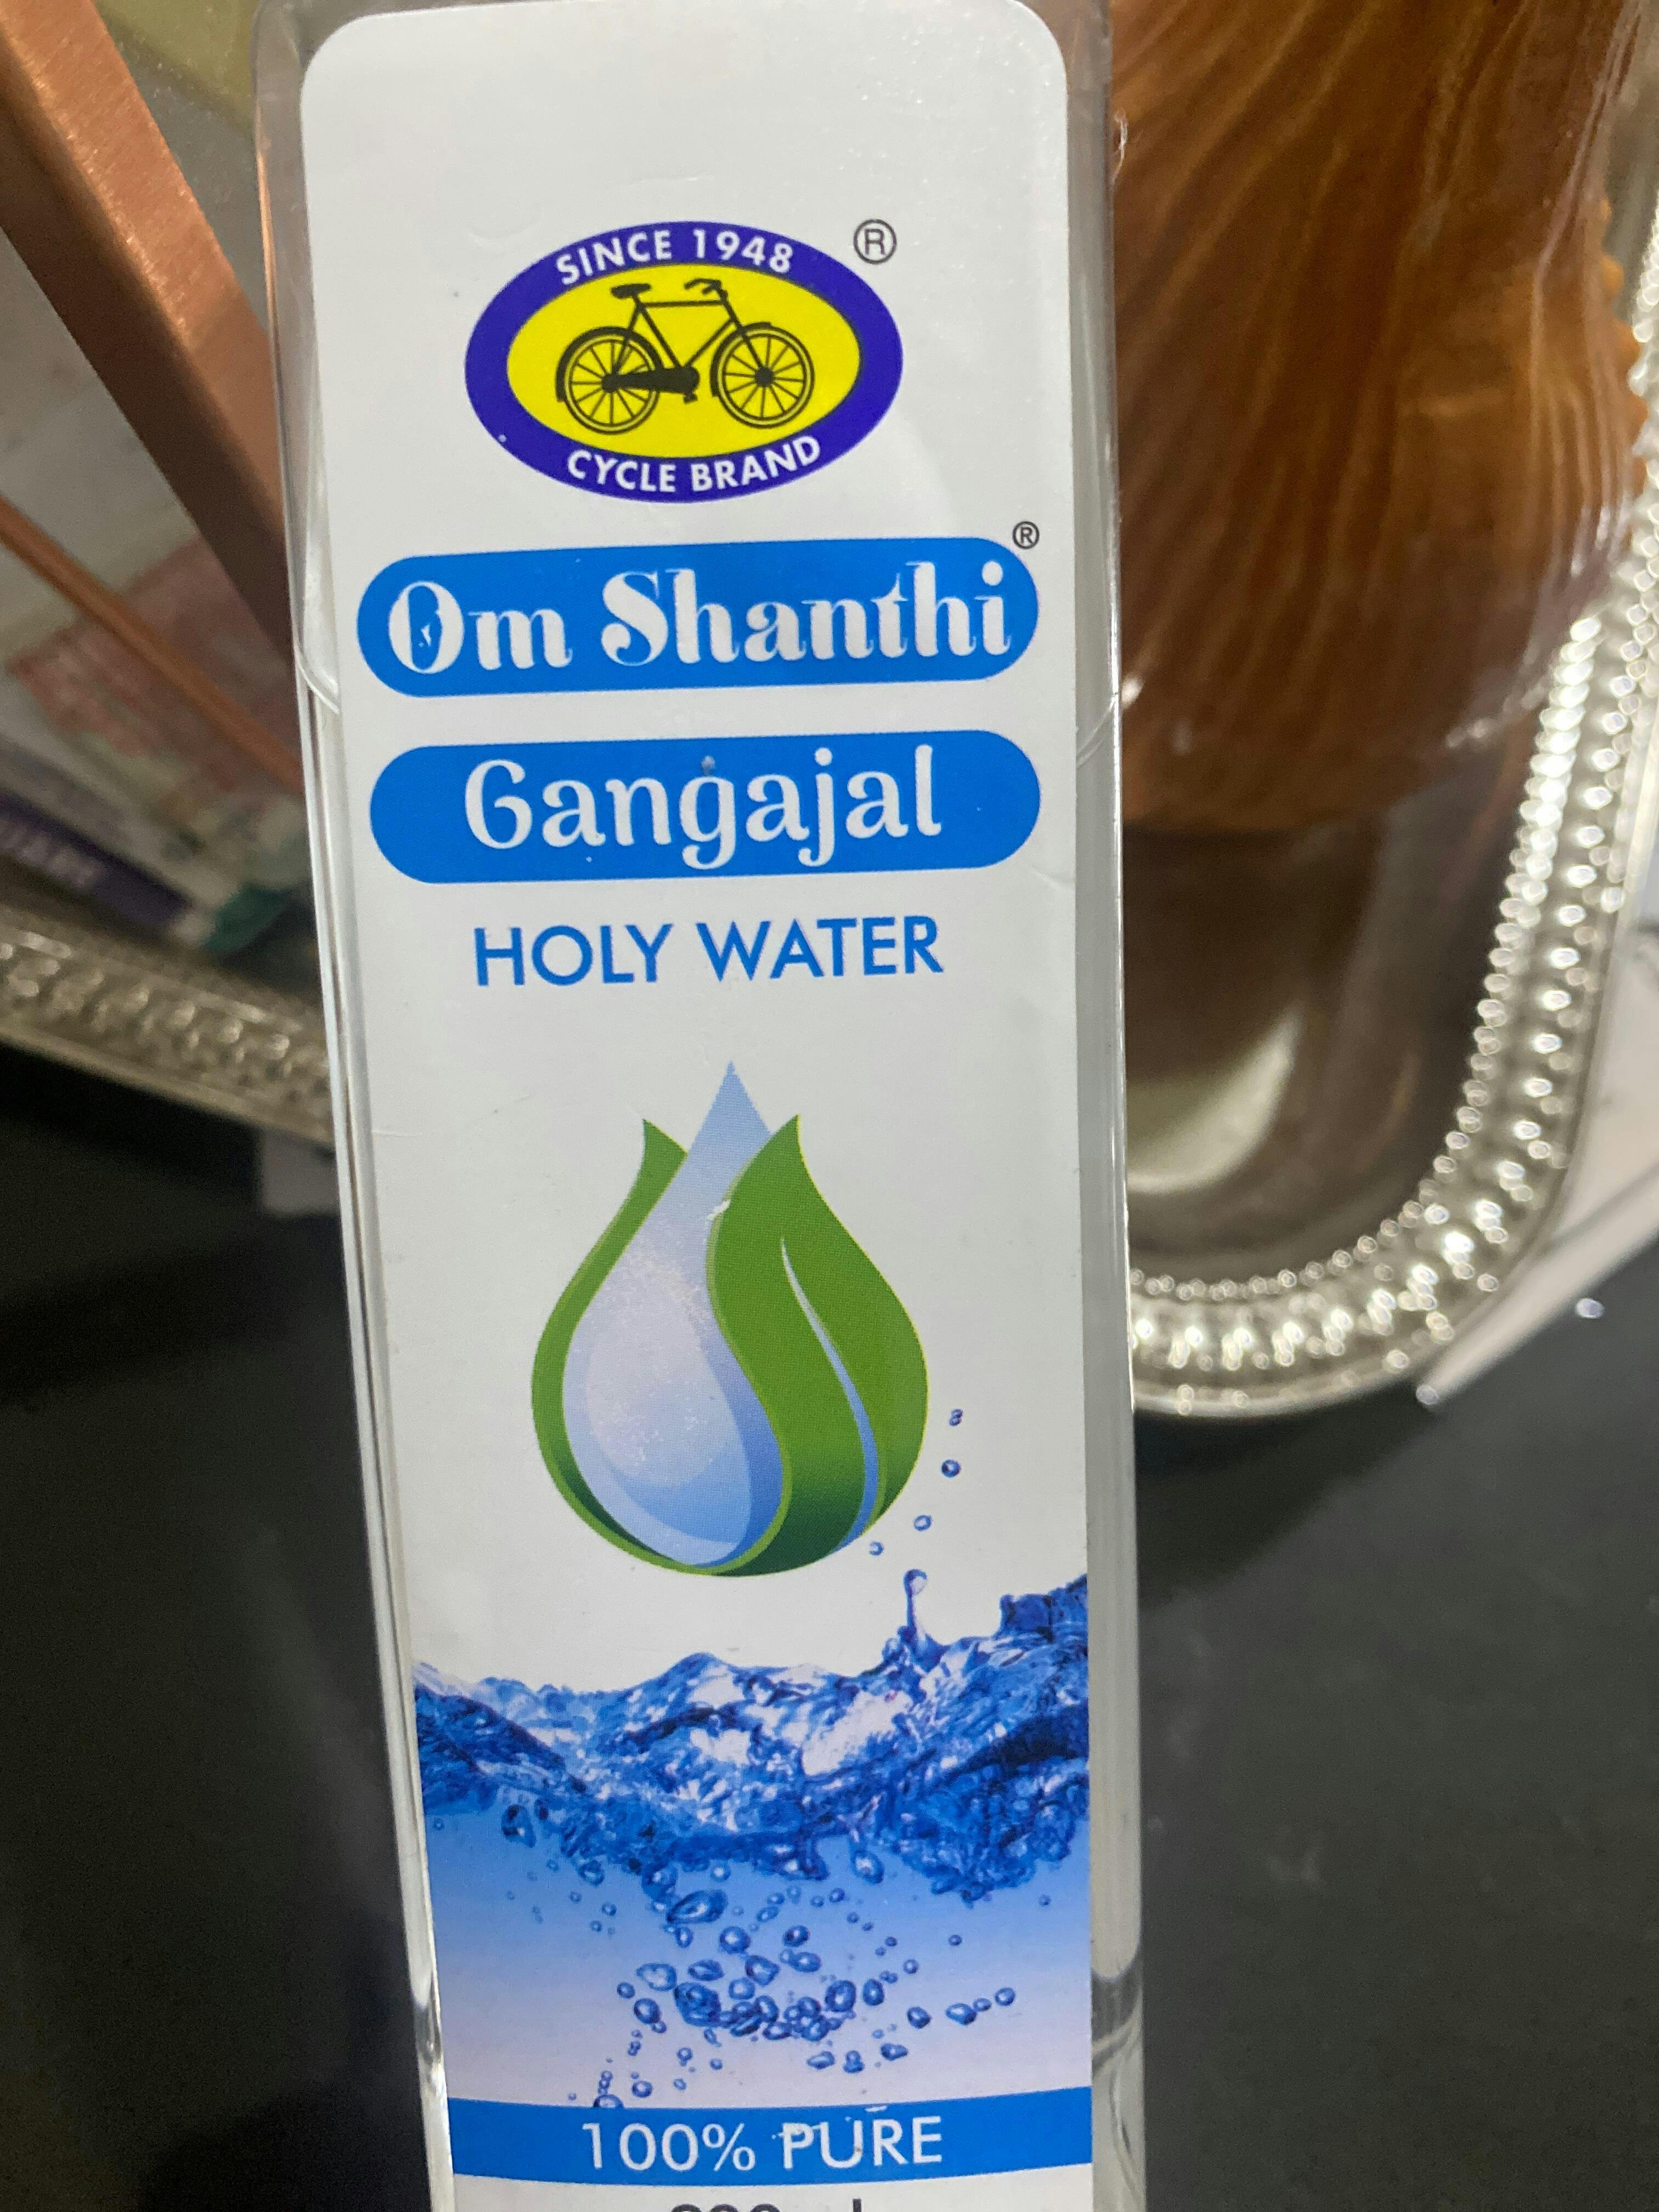 SINCE 1948
®
CYCLE BRAND
Om Shanthi®
Gangajal
HOLY WATER
100% PURE